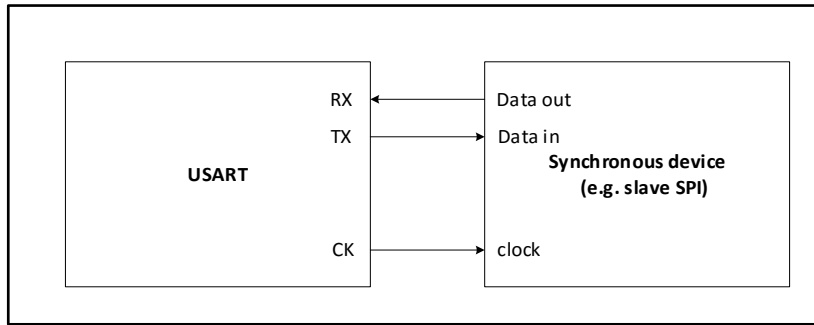 RX
Data out
TX
Data in
USART
Synchronous device
(e.g. slave SPI)
CK
clock